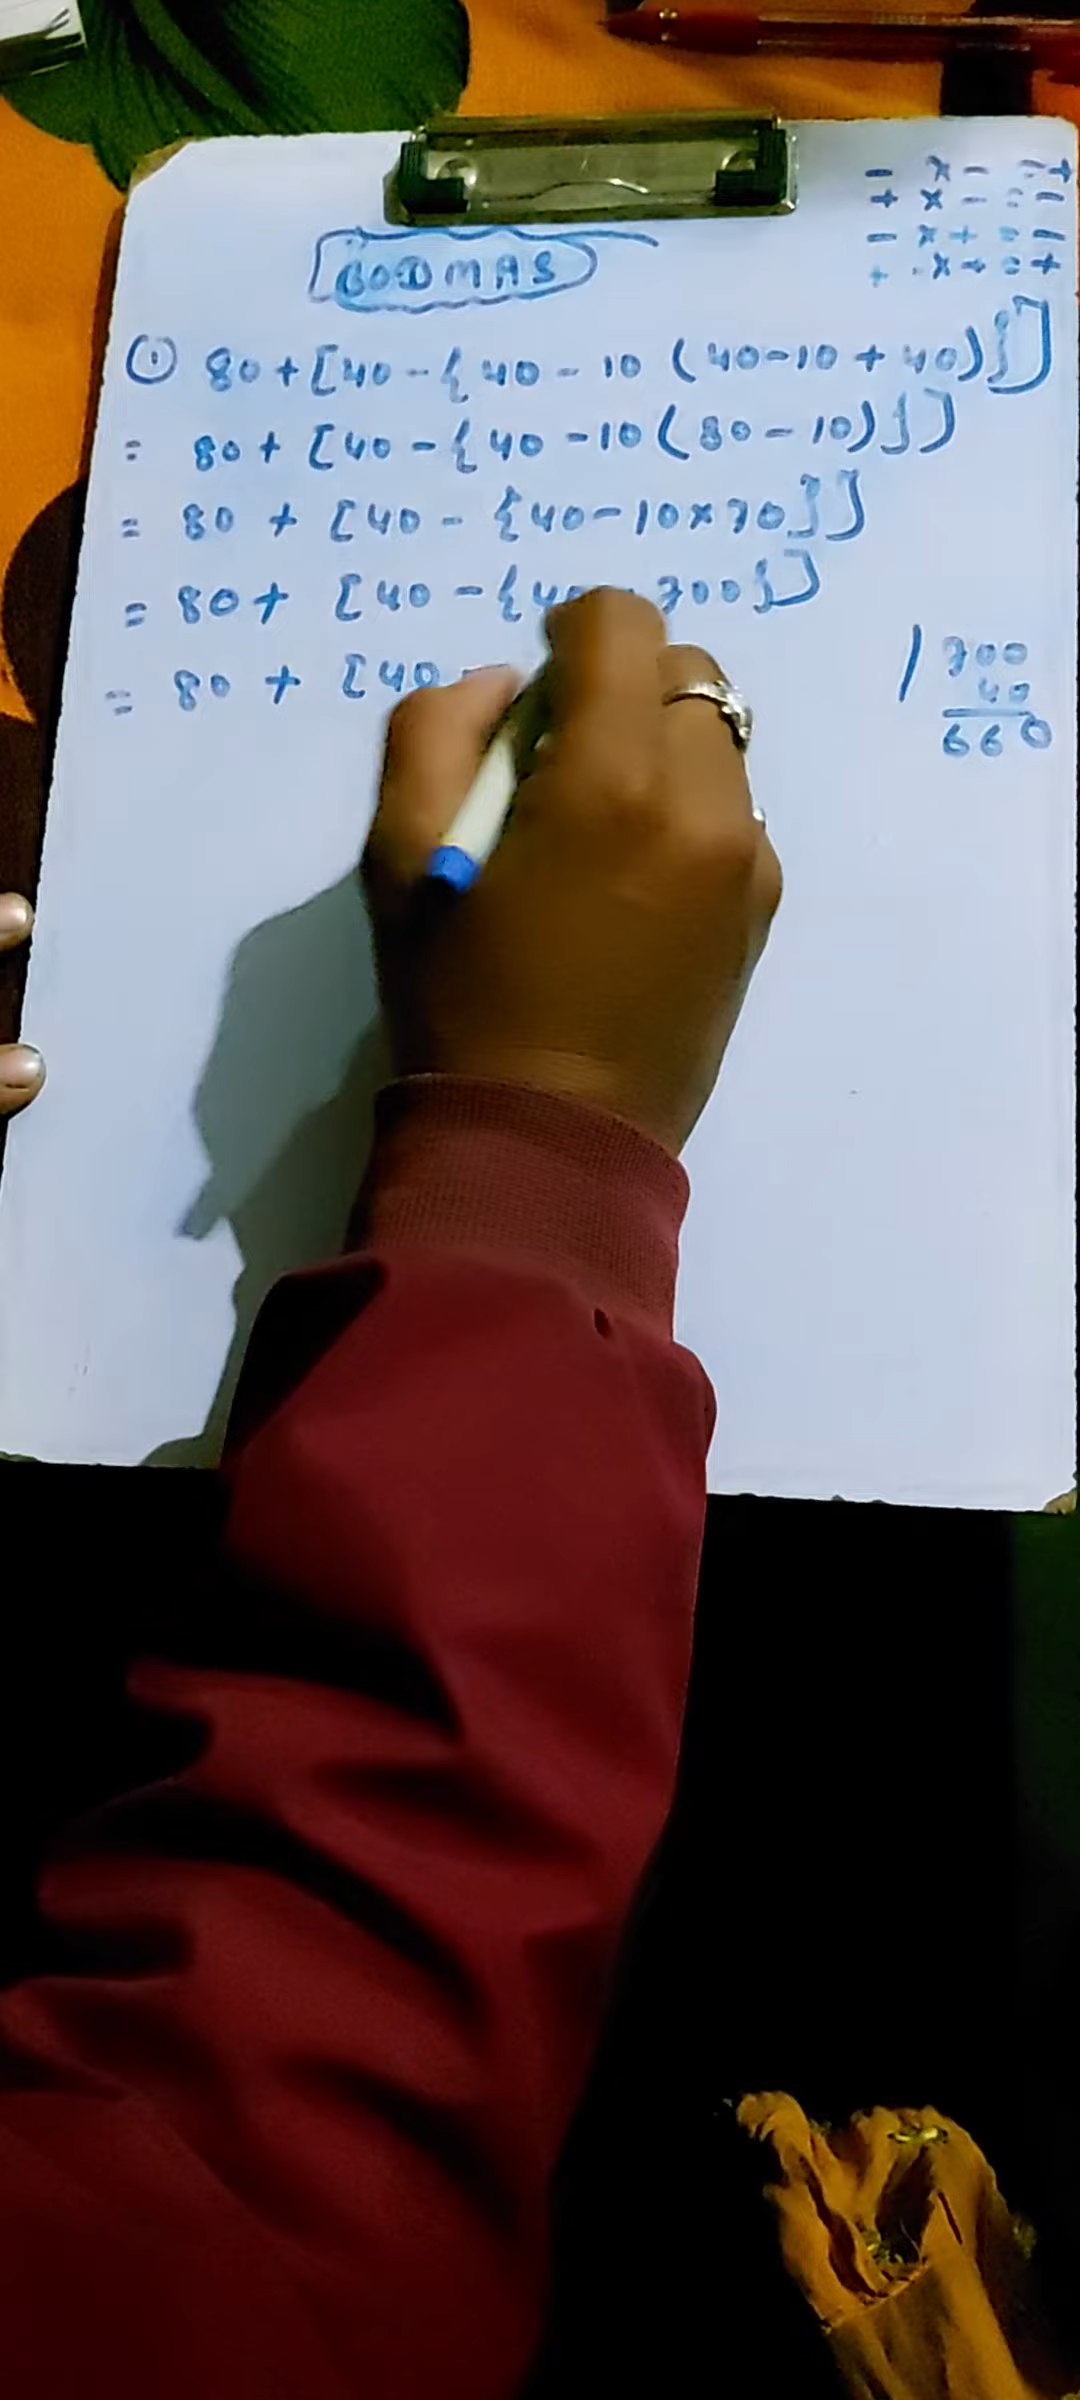 - × - = +
+ × - = -
- × + = -
+ × + = +
BODMAS
① 80 + [40 - { 40 - 10 ( 40 - 10 + 40)}]
= 80 + [40 - { 40 - 10 ( 80 - 10)}]
= 80 + [40 - {40 - 10 × 70}]
= 80 + [40 - {40 - 700}]
= 80 + [40 -
700
40
660